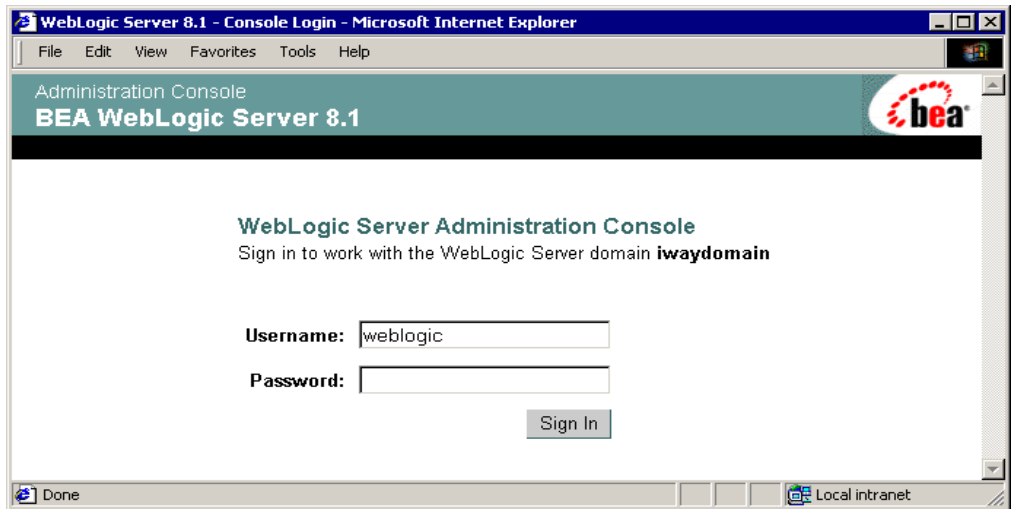 WebLogic Server 8.1 - Console Login - Microsoft Internet Explorer
File Edit View Favorites Tools Help
Administration Console
BEA WebLogic Server 8.1
bea
WebLogic Server Administration Console
Sign in to work with the WebLogic Server domain iwaydomain
Username: weblogic
Password:
Sign In
Done Local intranet